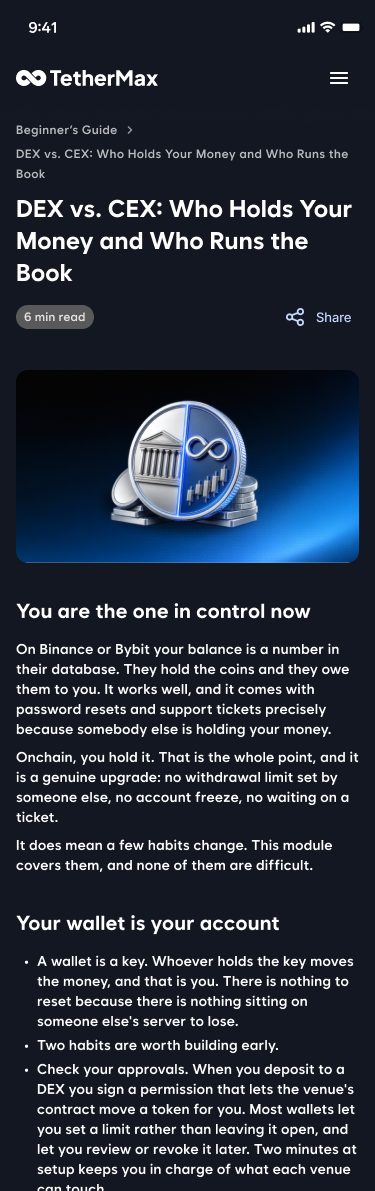 9:41
TetherMax
Beginner's Guide >
DEX vs. CEX: Who Holds Your Money and Who Runs the
Book
DEX vs. CEX: Who Holds Your
Money and Who Runs the
Book
6 min read
Share
You are the one in control now
On Binance or Bybit your balance is a number in
their database. They hold the coins and they owe
them to you. It works well, and it comes with
password resets and support tickets precisely
because somebody else is holding your money.
Onchain, you hold it. That is the whole point, and it
is a genuine upgrade: no withdrawal limit set by
someone else, no account freeze, no waiting on a
ticket.
It does mean a few habits change. This module
covers them, and none of them are difficult.
Your wallet is your account
• A wallet is a key. Whoever holds the key moves
the money, and that is you. There is nothing to
reset because there is nothing sitting on
someone else's server to lose.
• Two habits are worth building early.
• Check your approvals. When you deposit to a
DEX you sign a permission that lets the venue's
contract move a token for you. Most wallets let
you set a limit rather than leaving it open, and
let you review or revoke it later. Two minutes at
setup keeps you in charge of what each venue
can touch.